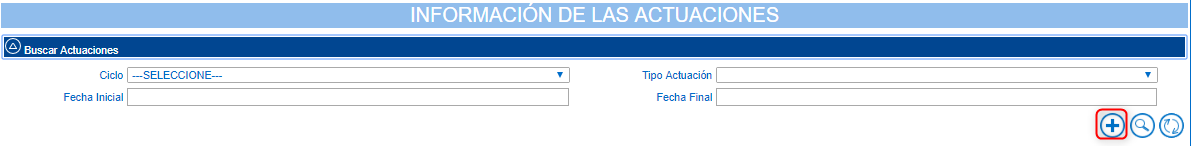 INFORMACIÓN DE LAS ACTUACIONES
Buscar Actuaciones
Ciclo ---SELECCIONE--- Tipo Actuación
Fecha Inicial Fecha Final